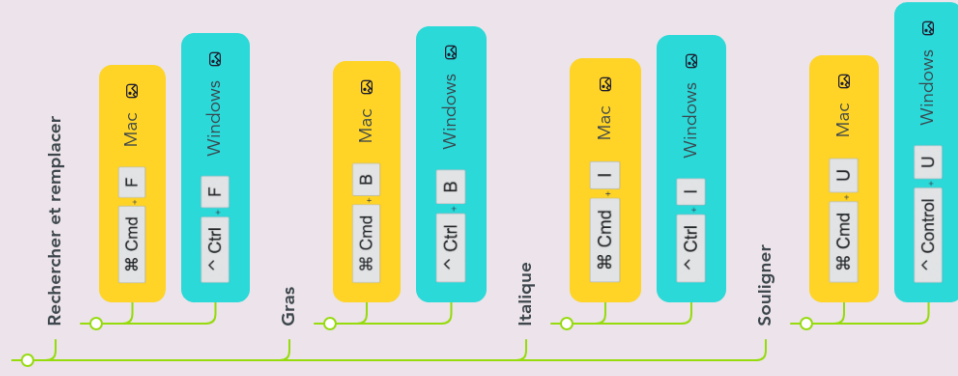 Rechercher et remplacer
⌘ Cmd + F Mac
^ Ctrl + F Windows
Gras
⌘ Cmd + B Mac
^ Ctrl + B Windows
Italique
⌘ Cmd + I Mac
^ Ctrl + I Windows
Souligner
⌘ Cmd + U Mac
^ Control + U Windows